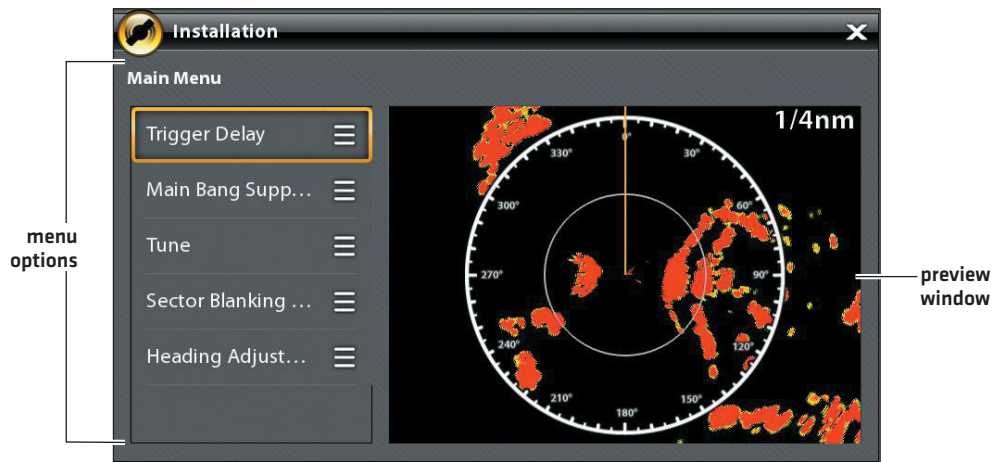 Installation
Main Menu
Trigger Delay
Main Bang Supp...
Tune
Sector Blanking ...
Heading Adjust...
1/4nm
0°
30°
60°
90°
120°
150°
180°
210°
240°
270°
300°
330°
menu
options
preview
window